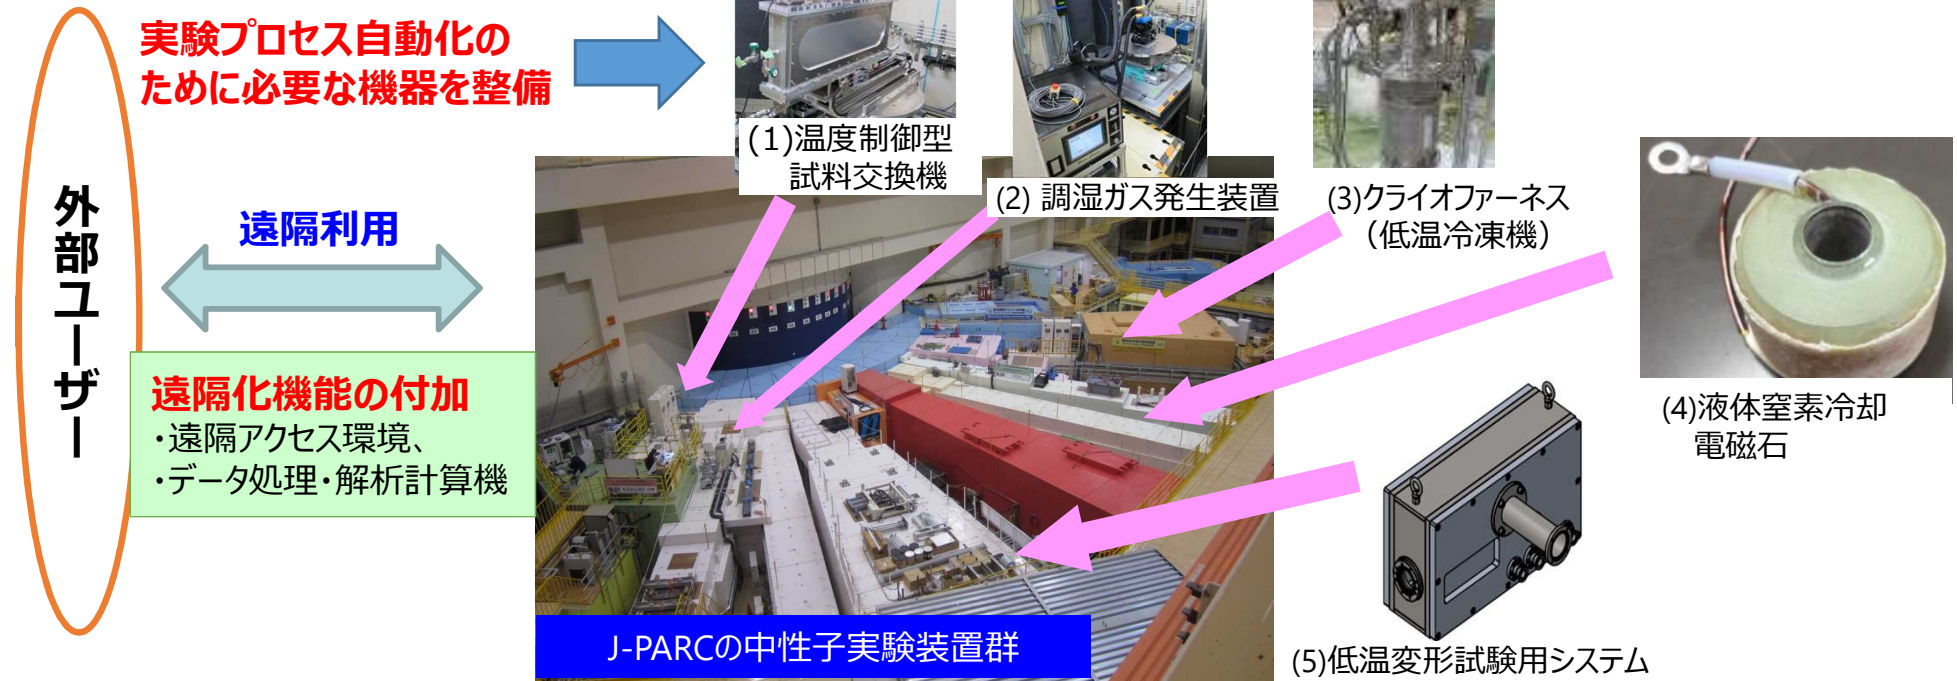 実験プロセス自動化の
ために必要な機器を整備
外部ユーザー
遠隔利用
遠隔化機能の付加
・遠隔アクセス環境、
・データ処理・解析計算機
(1)温度制御型
試料交換機
(2) 調湿ガス発生装置
(3)クライオファーネス
（低温冷凍機）
(4)液体窒素冷却
電磁石
(5)低温変形試験用システム
J-PARCの中性子実験装置群